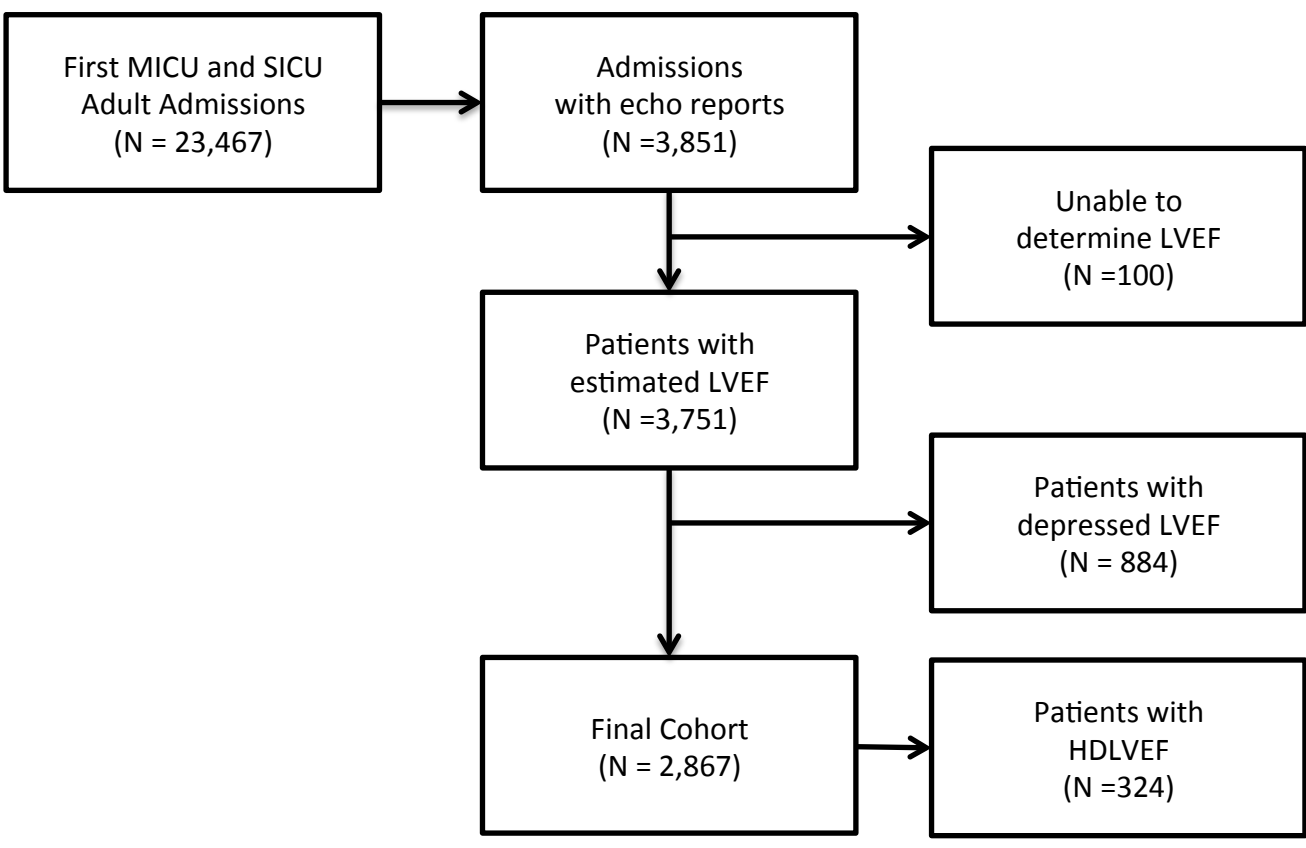 First MICU and SICU
Adult Admissions
(N = 23,467)
Admissions
with echo reports
(N =3,851)
Unable to
determine LVEF
(N =100)
Patients with
estimated LVEF
(N =3,751)
Patients with
depressed LVEF
(N = 884)
Final Cohort
(N = 2,867)
Patients with
HDLVEF
(N =324)